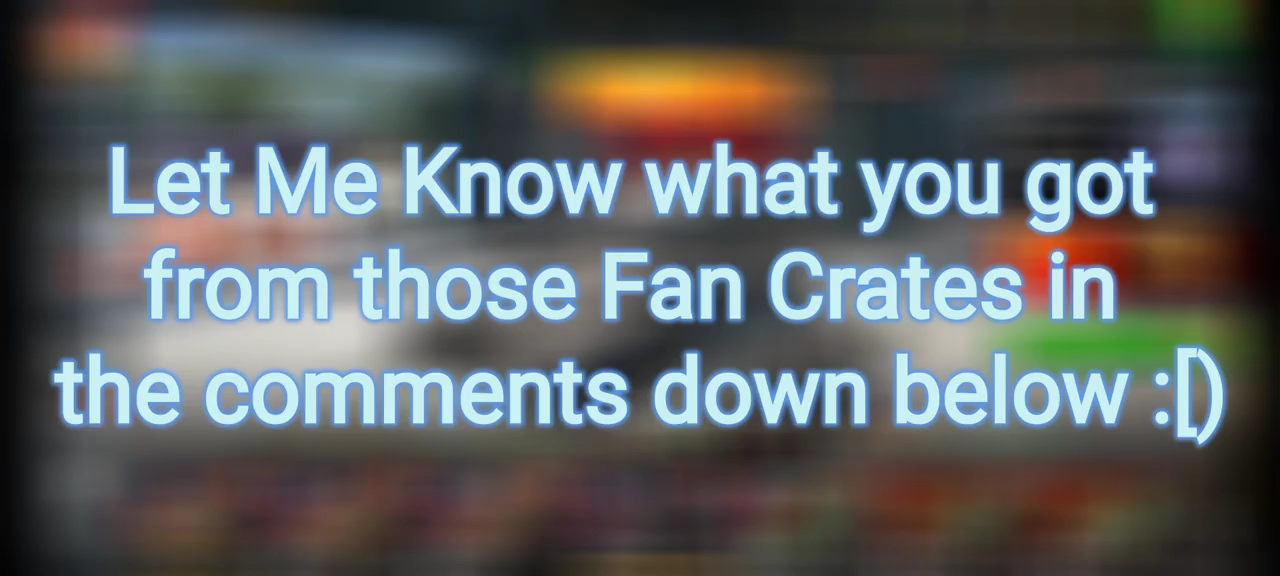 Let Me Know what you got
from those Fan Crates in
the comments down below :[)